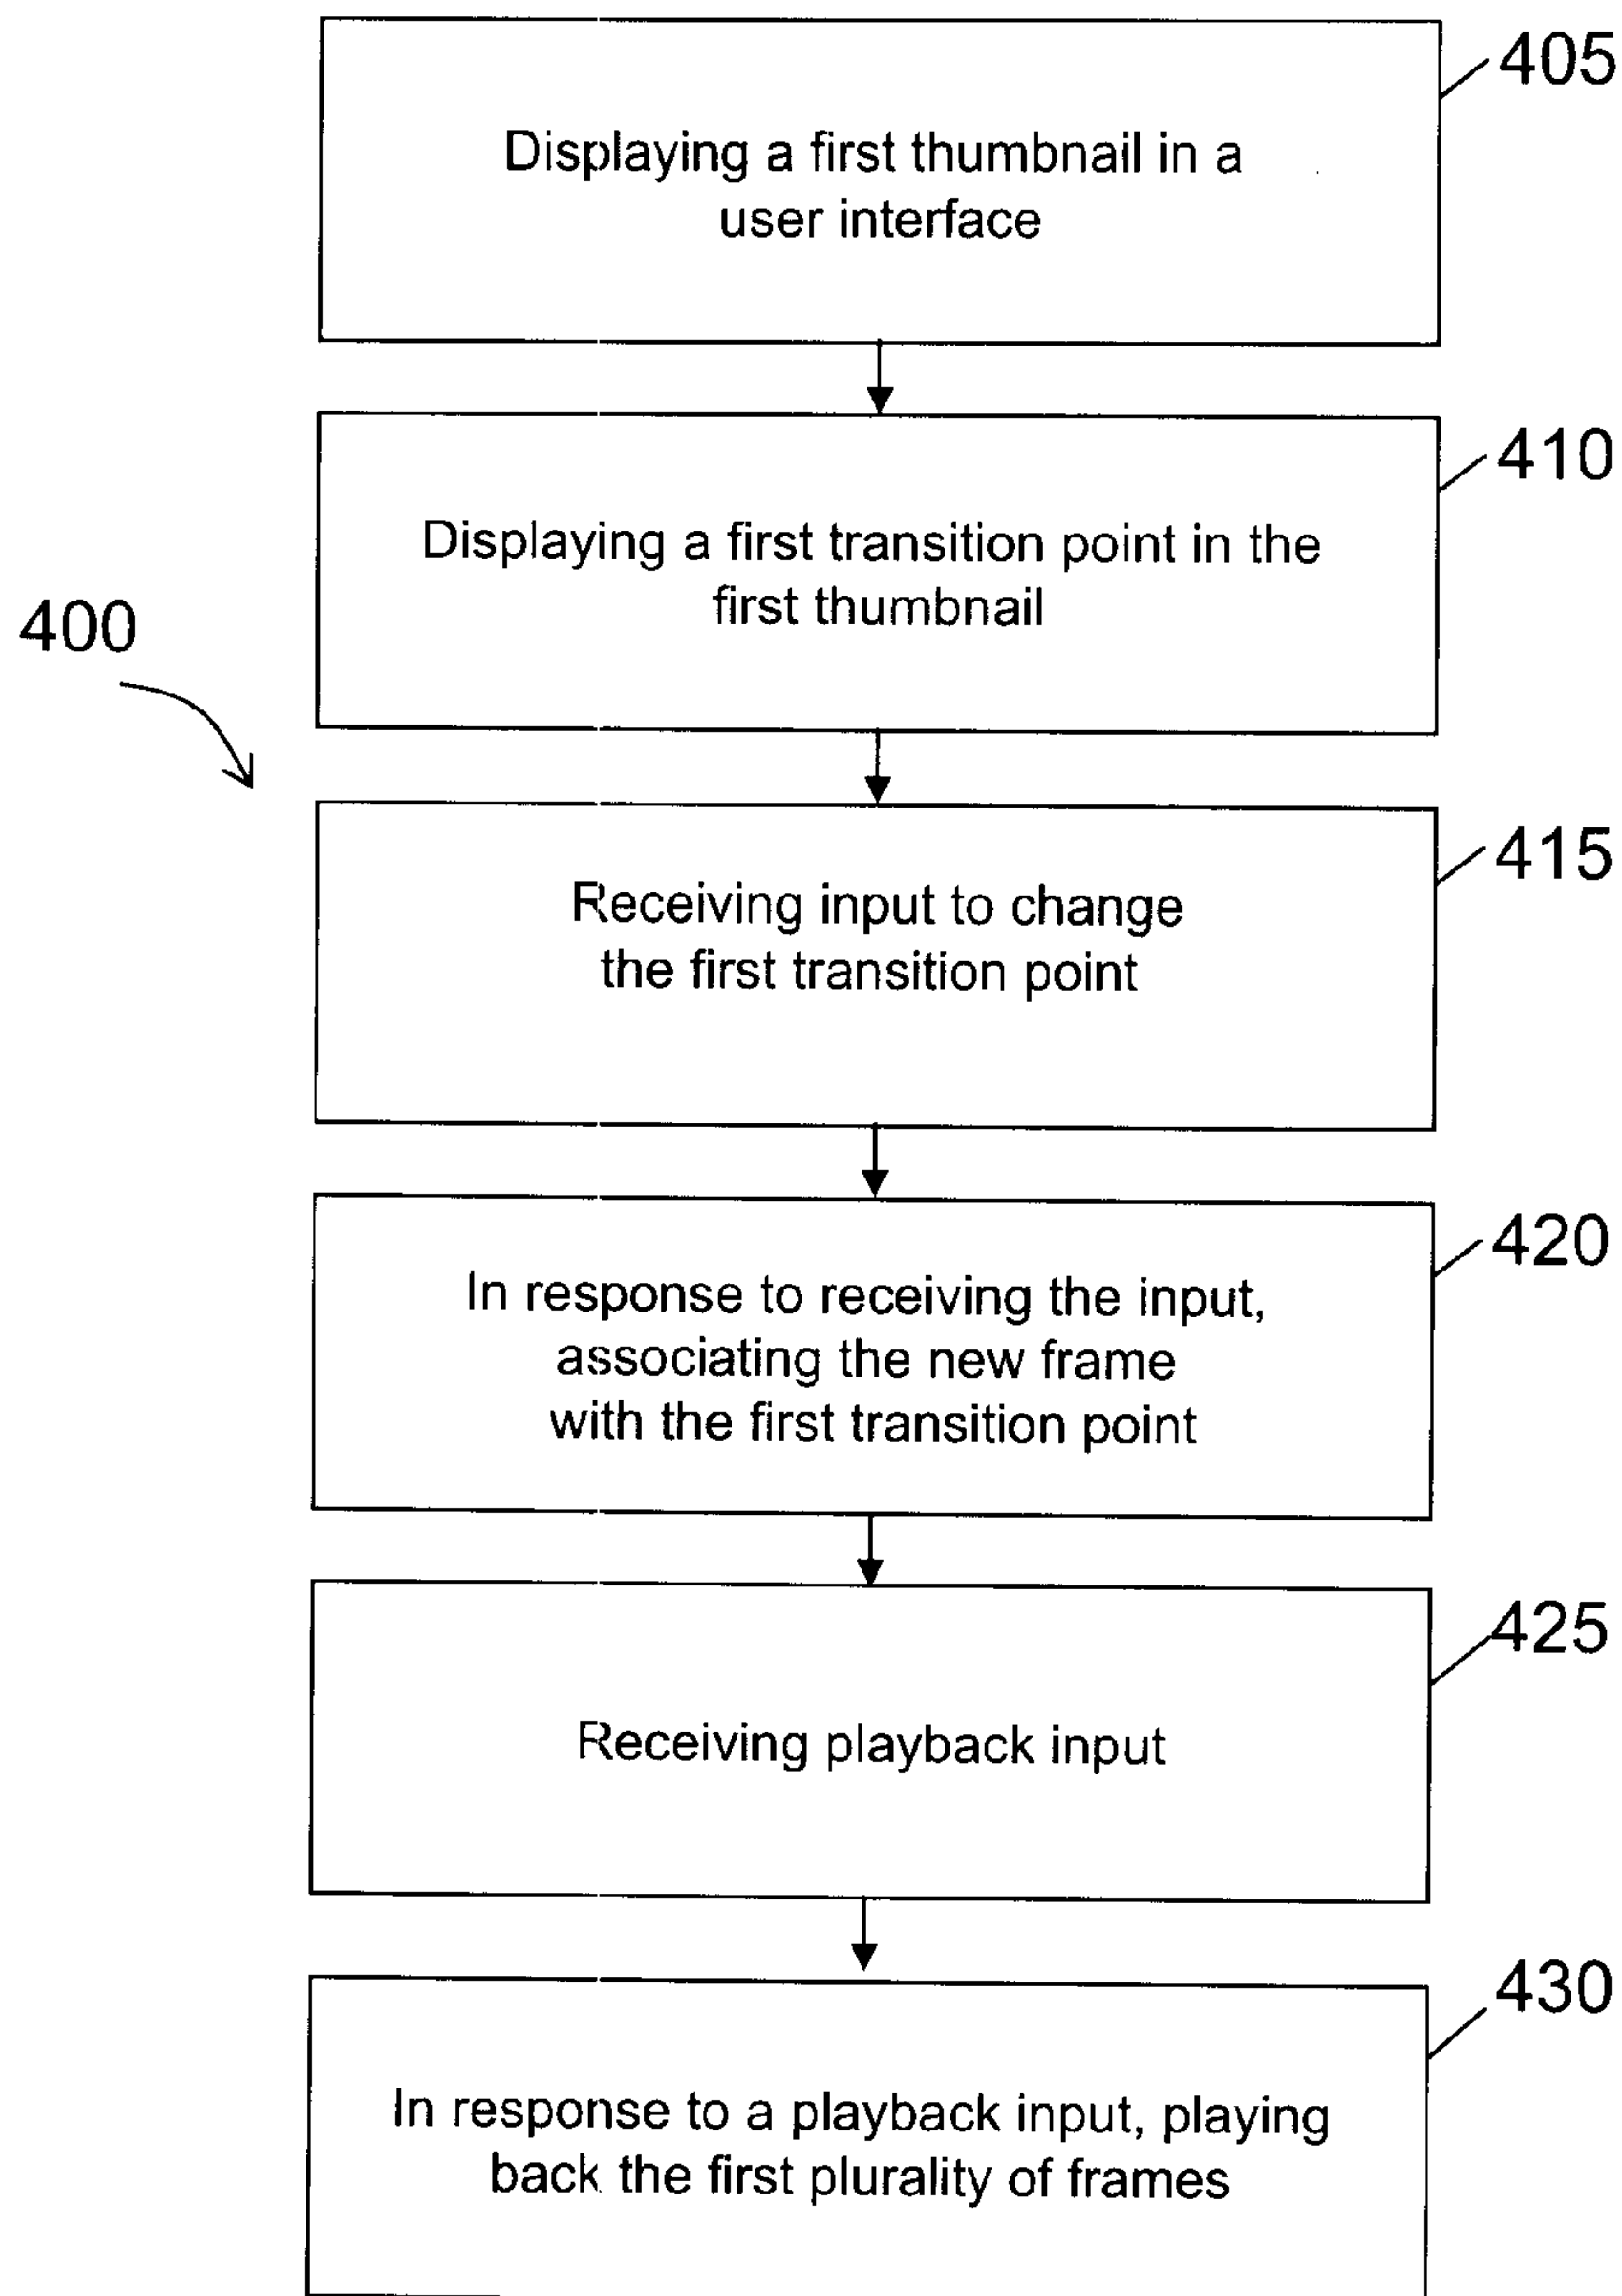 405
Displaying a first thumbnail in a
user interface
410
Displaying a first transition point in the
first thumbnail
400
415
Receiving input to change
the first transition point
420
In response to receiving the input,
associating the new frame
with the first transition point
425
Receiving playback input
430
In response to a playback input, playing
back the first plurality of frames